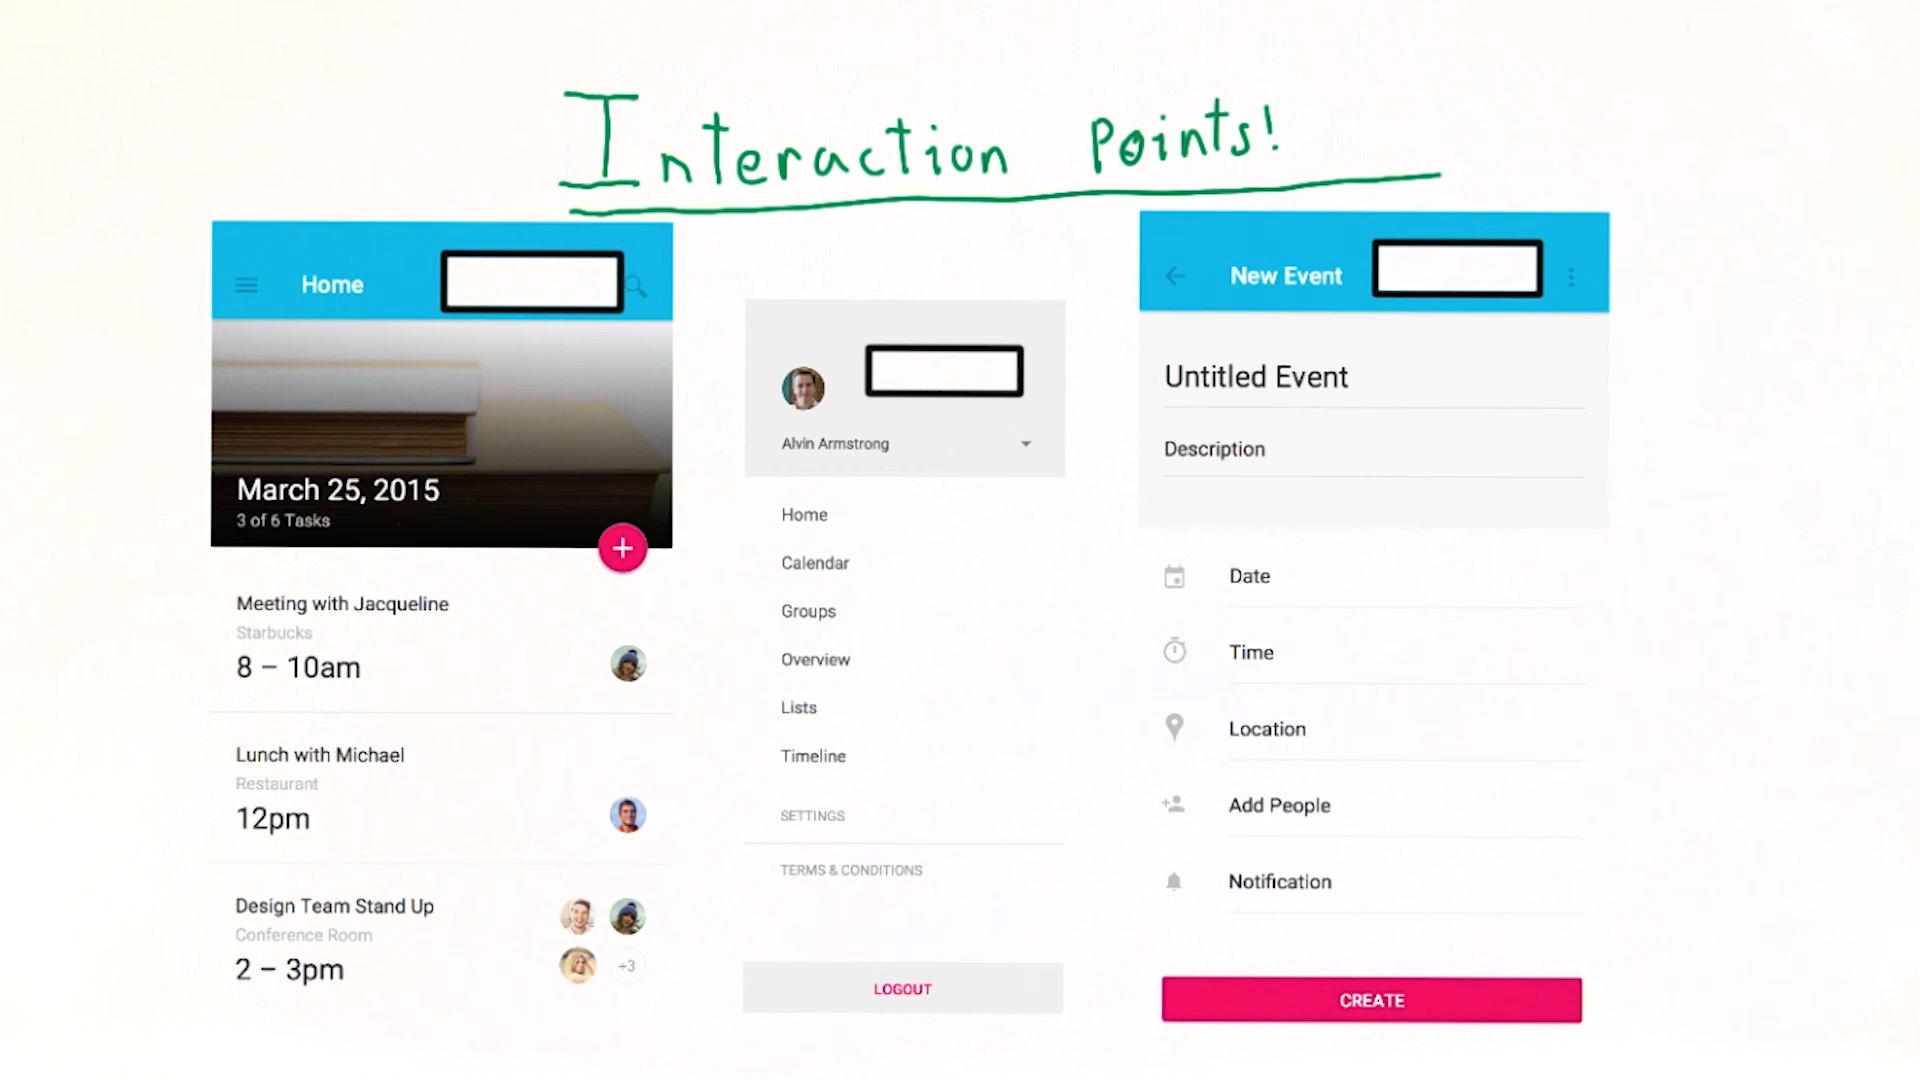 Interaction Points!
Home
March 25, 2015
3 of 6 Tasks
+
Meeting with Jacqueline
Starbucks
8 – 10am
Lunch with Michael
Restaurant
12pm
Design Team Stand Up
Conference Room
2 – 3pm
+3
Alvin Armstrong
Home
Calendar
Groups
Overview
Lists
Timeline
SETTINGS
TERMS & CONDITIONS
LOGOUT
New Event
Untitled Event
Description
Date
Time
Location
Add People
Notification
CREATE